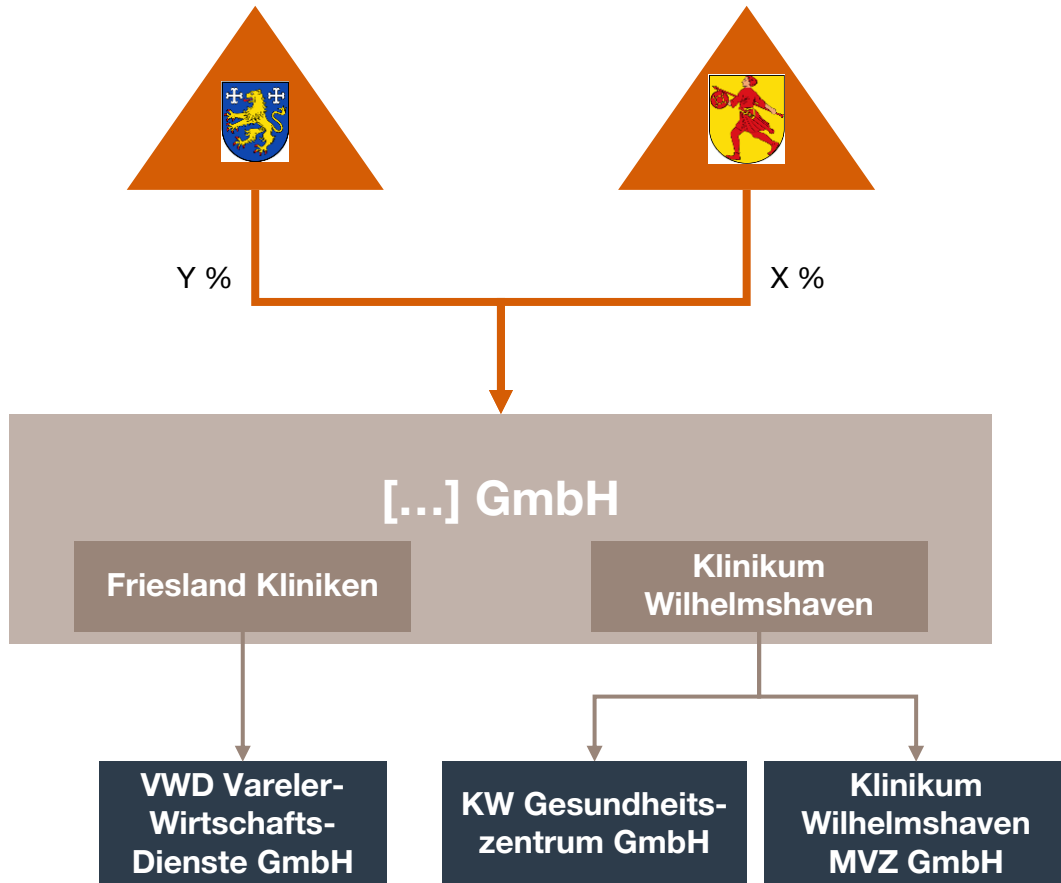 Y %
X %
[...] GmbH
Friesland Kliniken
Klinikum
Wilhelmshaven
VWD Vareler-
Wirtschafts-
Dienste GmbH
KW Gesundheits-
zentrum GmbH
Klinikum
Wilhelmshaven
MVZ GmbH